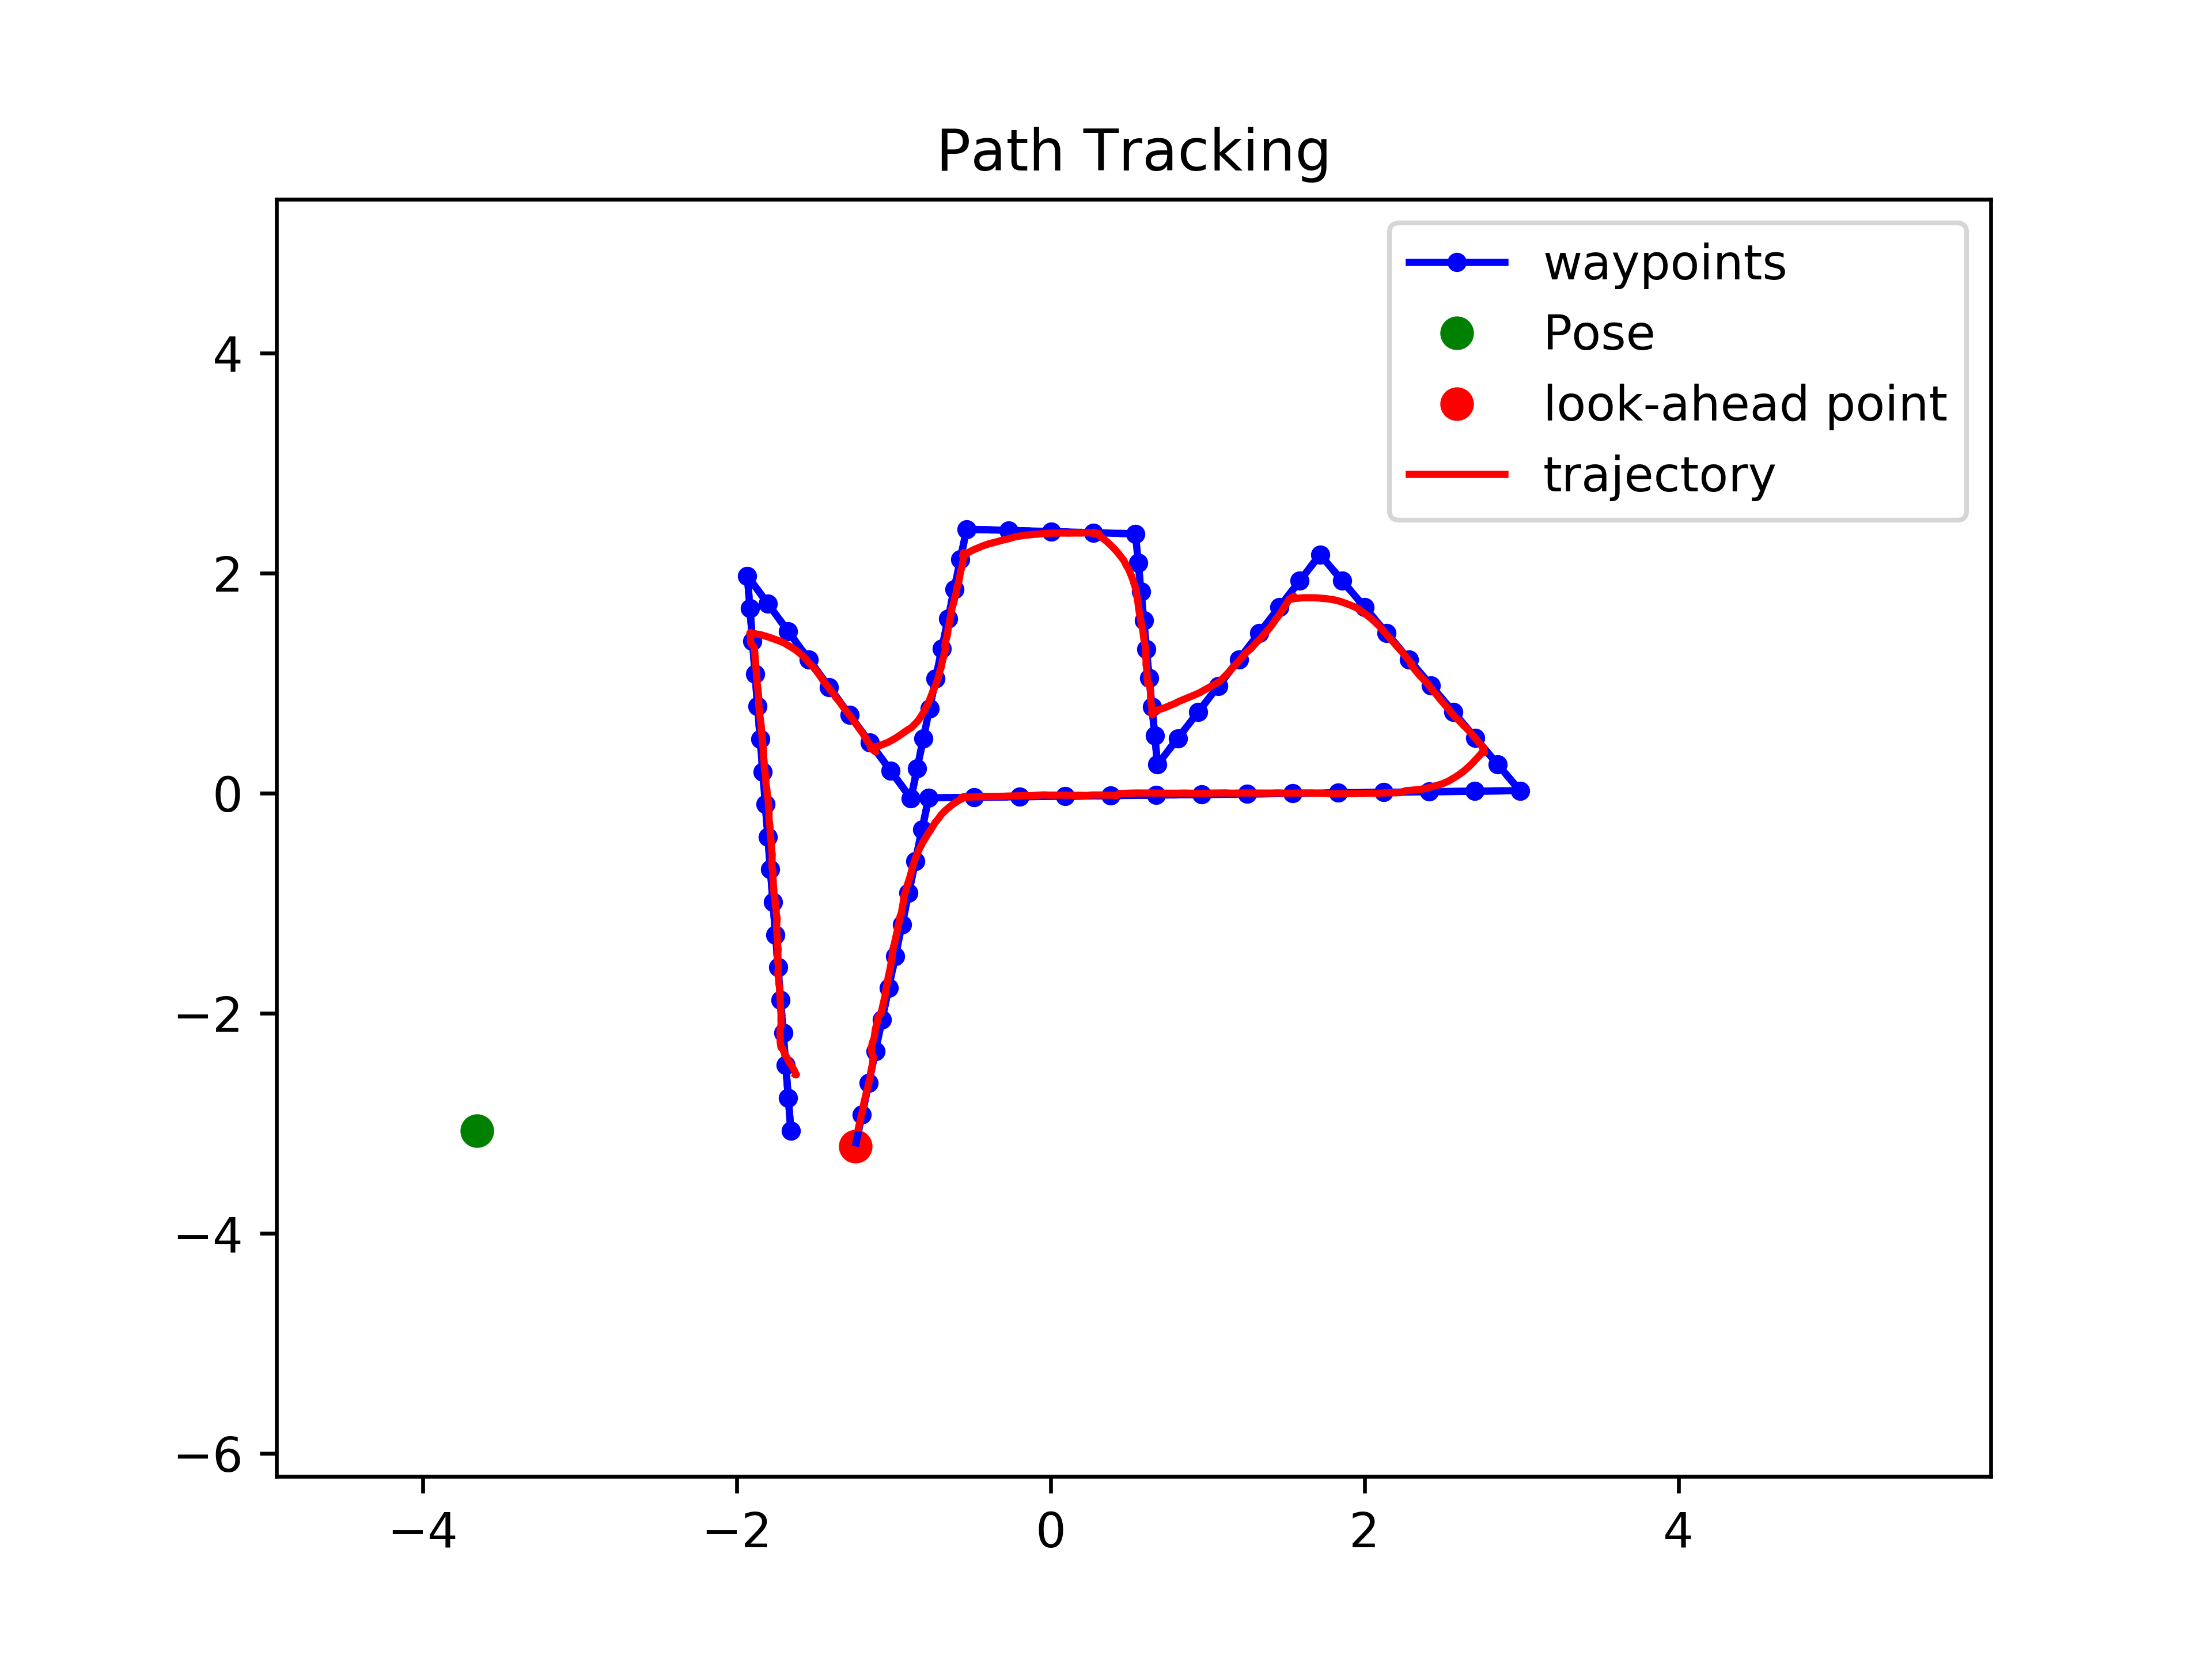 Path Tracking
waypoints
Pose
look-ahead point
trajectory
4
2
0
−2
−4
−6
−4 −2 0 2 4